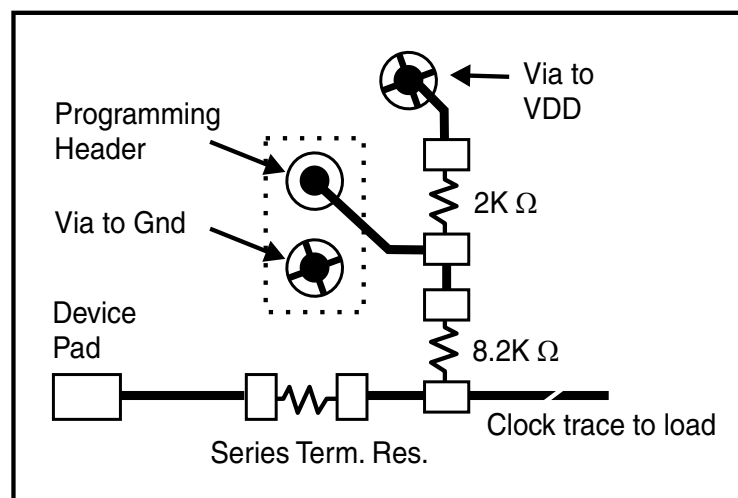 Via to
VDD
Programming
Header
2K Ω
Via to Gnd
Device
Pad
8.2K Ω
Clock trace to load
Series Term. Res.